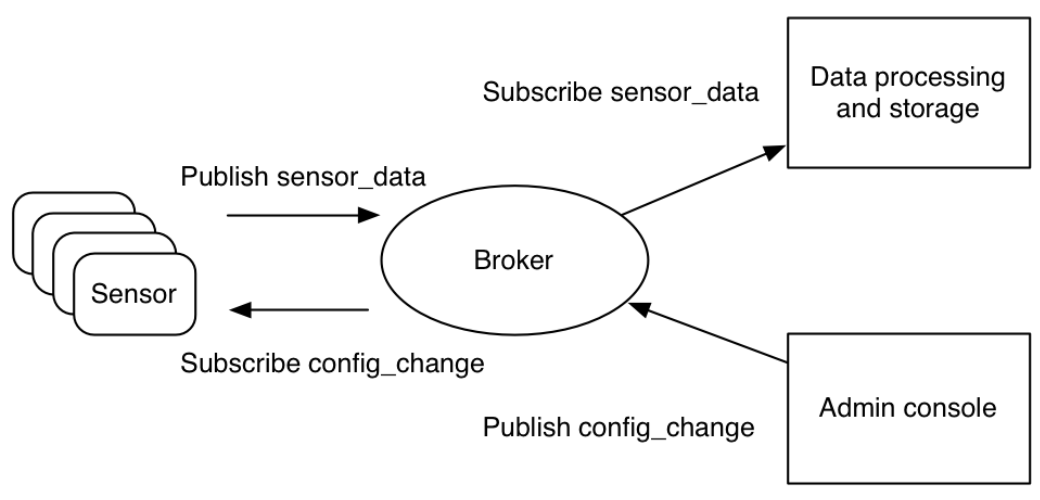 Subscribe sensor_data
Data processing
and storage
Publish sensor_data
Broker
Sensor
Subscribe config_change
Publish config_change
Admin console